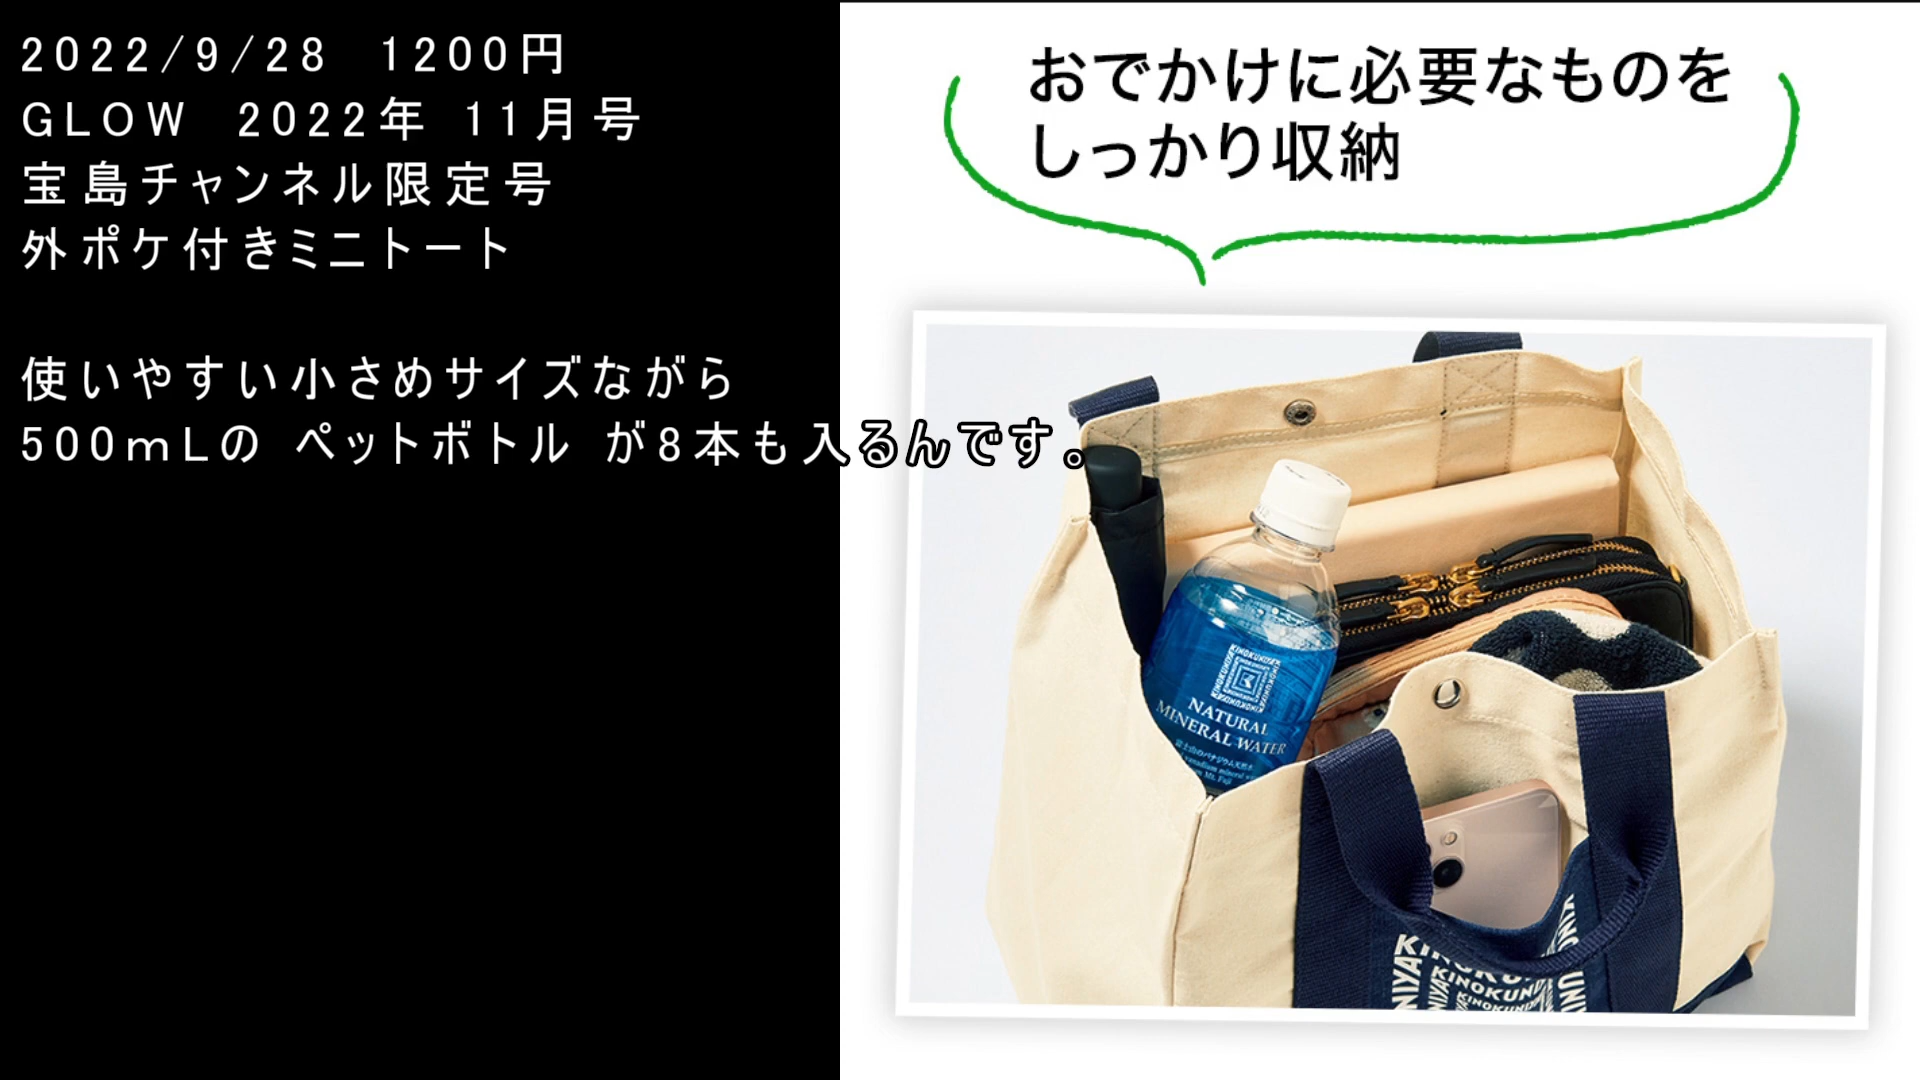 2022/9/28 1200円
GLOW 2022年 11月号
宝島チャンネル限定号
外ポケ付きミニトート
使いやすい小さめサイズながら
500mLの ペットボトル が8本も入るんです。
おでかけに必要なものを
しっかり収納
KINOKUNIYA
NATURAL
MINERAL WATER